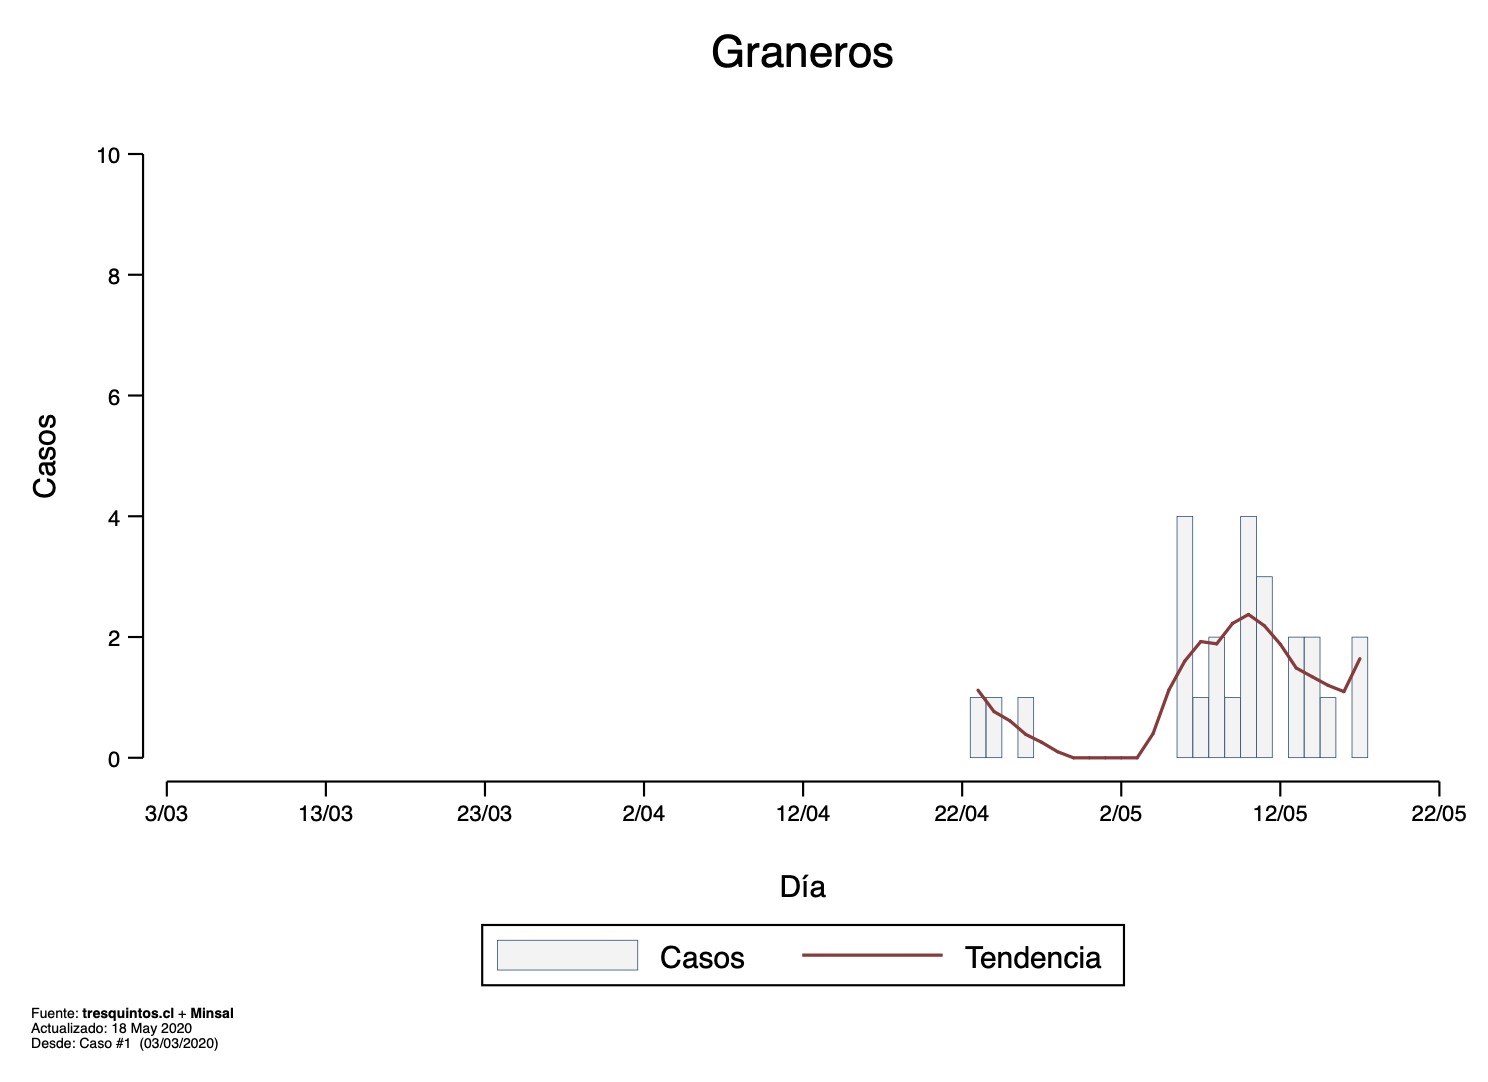 Graneros
10
8
6
4
2
0
Casos
3/03 13/03 23/03 2/04 12/04 22/04 2/05 12/05 22/05
Día
Casos Tendencia
Fuente: tresquintos.cl + Minsal
Actualizado: 18 May 2020
Desde: Caso #1 (03/03/2020)